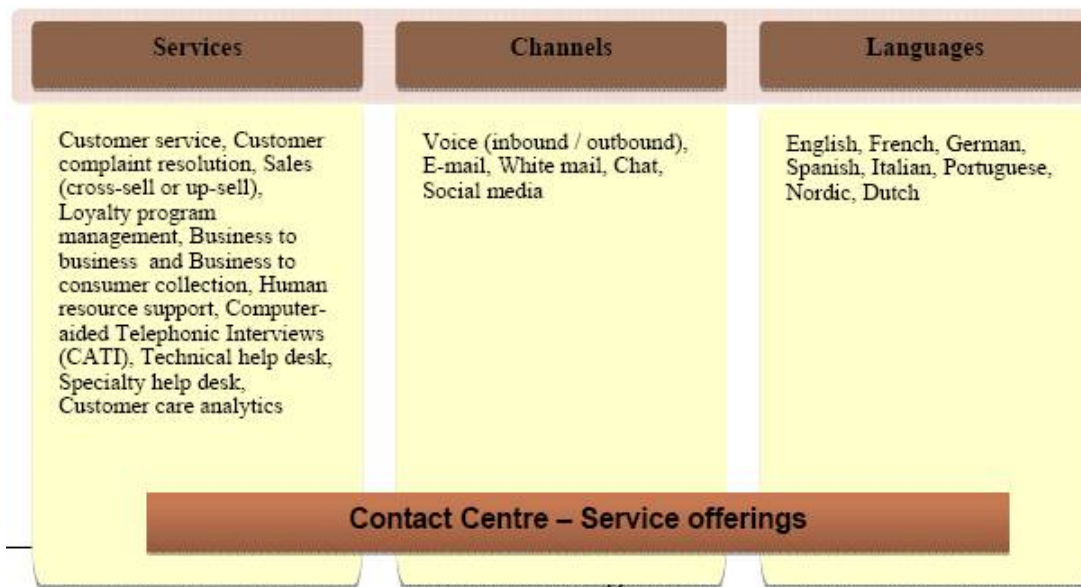 Services
Customer service, Customer
complaint resolution, Sales
(cross-sell or up-sell),
Loyalty program
management, Business to
business and Business to
consumer collection, Human
resource support, Computer-
aided Telephonic Interviews
(CATI), Technical help desk,
Specialty help desk,
Customer care analytics
Channels
Voice (inbound / outbound),
E-mail, White mail, Chat,
Social media
Languages
English, French, German,
Spanish, Italian, Portuguese,
Nordic, Dutch
Contact Centre – Service offerings